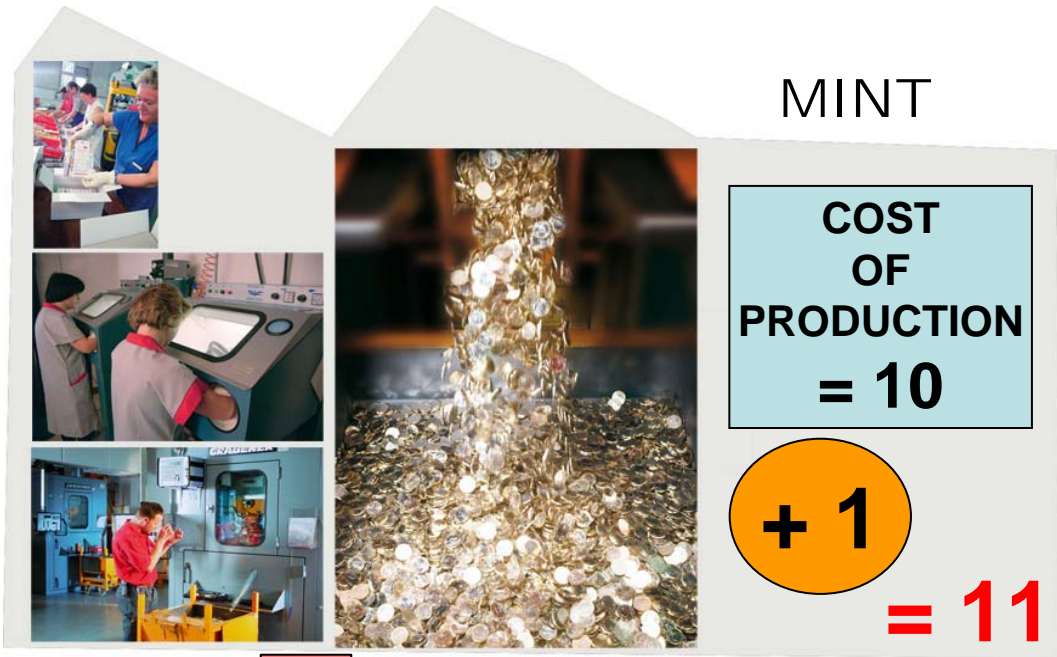 MINT
COST
OF
PRODUCTION
= 10
+ 1
= 11